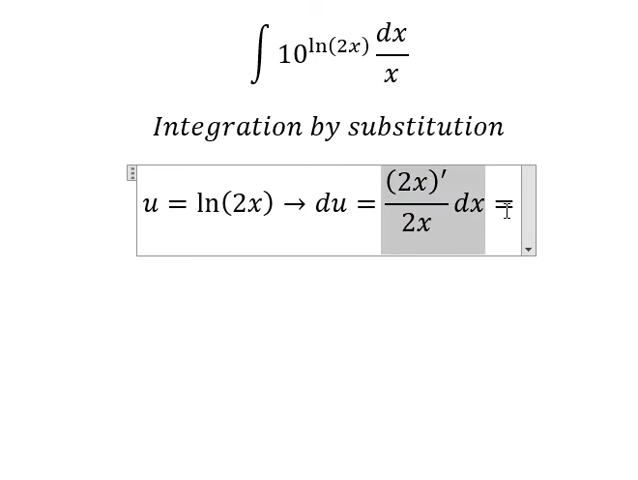 ∫ 10^{ln(2x)} dx/x
Integration by substitution
u = ln(2x) → du = (2x)′/2x dx =